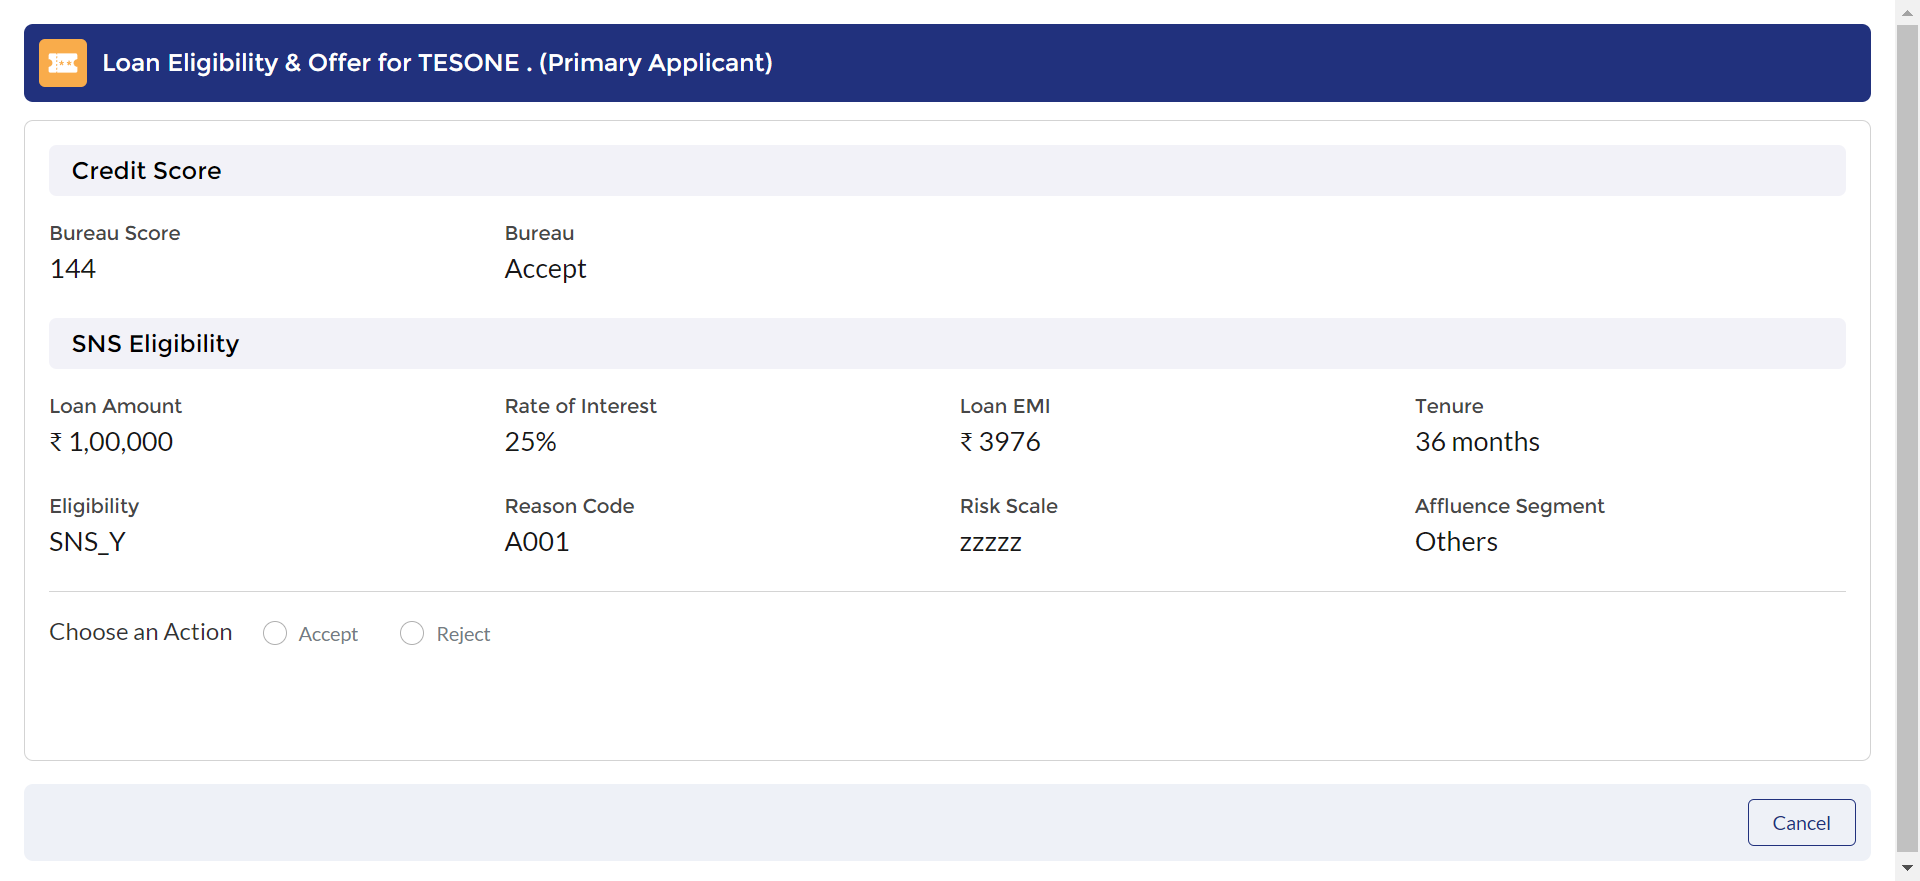 Loan Eligibility & Offer for TESONE . (Primary Applicant)
Credit Score
Bureau Score
144
Bureau
Accept
SNS Eligibility
Loan Amount
₹ 1,00,000
Rate of Interest
25%
Loan EMI
₹ 3976
Tenure
36 months
Eligibility
SNS_Y
Reason Code
A001
Risk Scale
zzzzz
Affluence Segment
Others
Choose an Action
Accept
Reject
Cancel